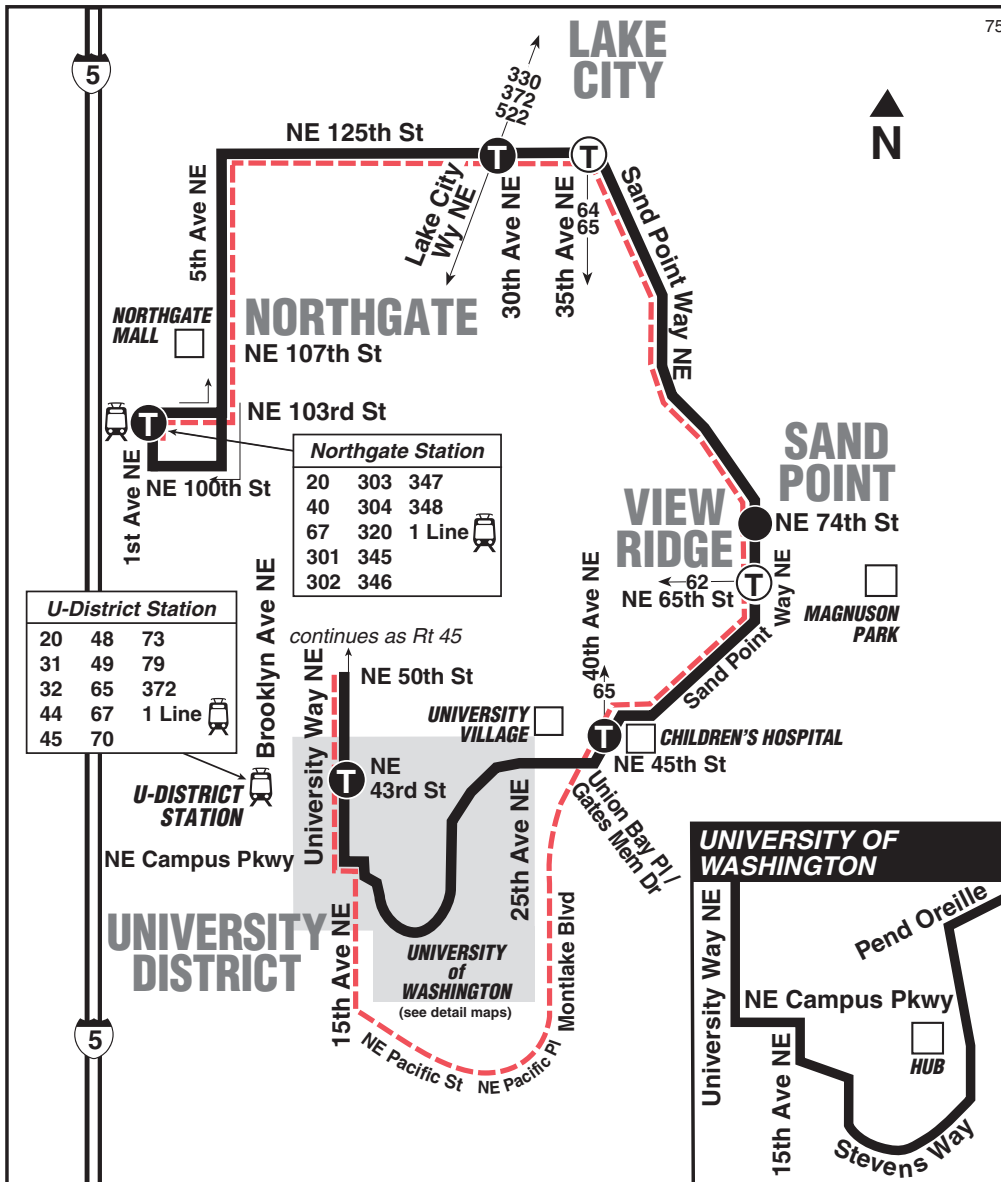 75
5
LAKE
CITY
330
372
522
N
NE 125th St
5th Ave NE
Lake City
Wy NE
30th Ave NE
35th Ave NE
64
65
Sand Point Way NE
NORTHGATE
MALL
NORTHGATE
NE 107th St
NE 103rd St
NE 100th St
1st Ave NE
Northgate Station
20 303 347
40 304 348
67 320 1 Line
301 345
302 346
T
T
T
SAND
POINT
VIEW
RIDGE
NE 74th St
62
NE 65th St
T
Way NE
Sand Point
MAGNUSON
PARK
U-District Station
20 48 73
31 49 79
32 65 372
44 67 1 Line
45 70
Brooklyn Ave NE
U-DISTRICT
STATION
continues as Rt 45
NE 50th St
University Way NE
T
NE
43rd St
40th Ave NE
65
T
UNIVERSITY
VILLAGE
CHILDREN'S HOSPITAL
NE 45th St
Union Bay Pl /
Gates Mem Dr
25th Ave NE
NE Campus Pkwy
UNIVERSITY
DISTRICT
15th Ave NE
UNIVERSITY
of
WASHINGTON
(see detail maps)
Montlake Blvd
NE Pacific St
NE Pacific Pl
5
UNIVERSITY OF
WASHINGTON
University Way NE
Pend Oreille
NE Campus Pkwy
HUB
15th Ave NE
Stevens Way